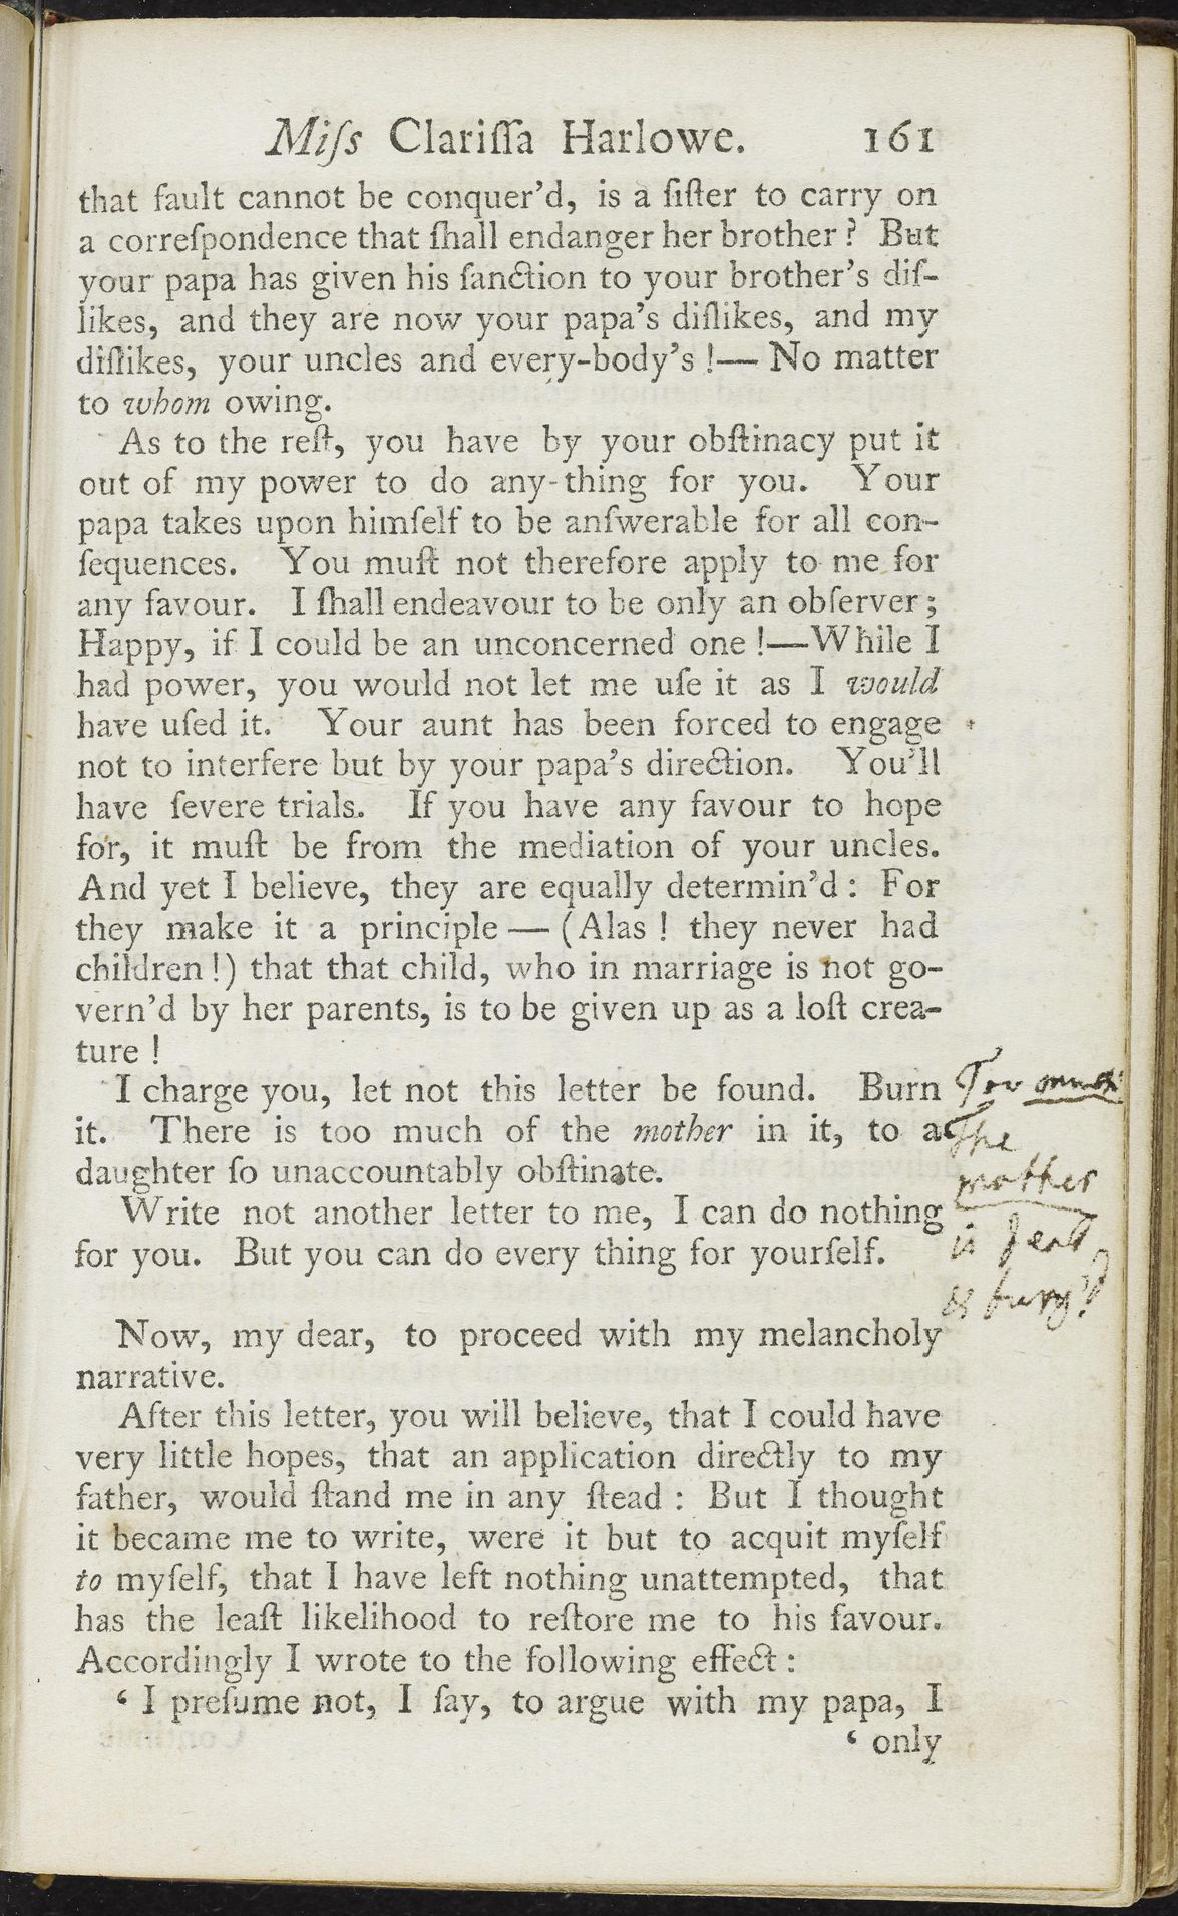 Miſs Clariſſa Harlowe. 161
that fault cannot be conquer'd, is a ſiſter to carry on
a correſpondence that ſhall endanger her brother? But
your papa has given his ſanction to your brother's diſ-
likes, and they are now your papa's diſlikes, and my
diſlikes, your uncles and every-body's!— No matter
to whom owing.
As to the reſt, you have by your obſtinacy put it
out of my power to do any-thing for you. Your
papa takes upon himſelf to be anſwerable for all con-
ſequences. You muſt not therefore apply to me for
any favour. I ſhall endeavour to be only an obſerver;
Happy, if I could be an unconcerned one!—While I
had power, you would not let me uſe it as I would
have uſed it. Your aunt has been forced to engage
not to interfere but by your papa's direction. You'll
have ſevere trials. If you have any favour to hope
for, it muſt be from the mediation of your uncles.
And yet I believe, they are equally determin'd: For
they make it a principle — (Alas! they never had
children!) that that child, who in marriage is not go-
vern'd by her parents, is to be given up as a loſt crea-
ture!
I charge you, let not this letter be found. Burn
it. There is too much of the mother in it, to a
daughter ſo unaccountably obſtinate.
Write not another letter to me, I can do nothing
for you. But you can do every thing for yourſelf.
Too much
The
mother
is dead
& bury'd
Now, my dear, to proceed with my melancholy
narrative.
After this letter, you will believe, that I could have
very little hopes, that an application directly to my
father, would ſtand me in any ſtead: But I thought
it became me to write, were it but to acquit myſelf
to myſelf, that I have left nothing unattempted, that
has the leaſt likelihood to reſtore me to his favour.
Accordingly I wrote to the following effect:
‘ I preſume not, I ſay, to argue with my papa, I
‘ only